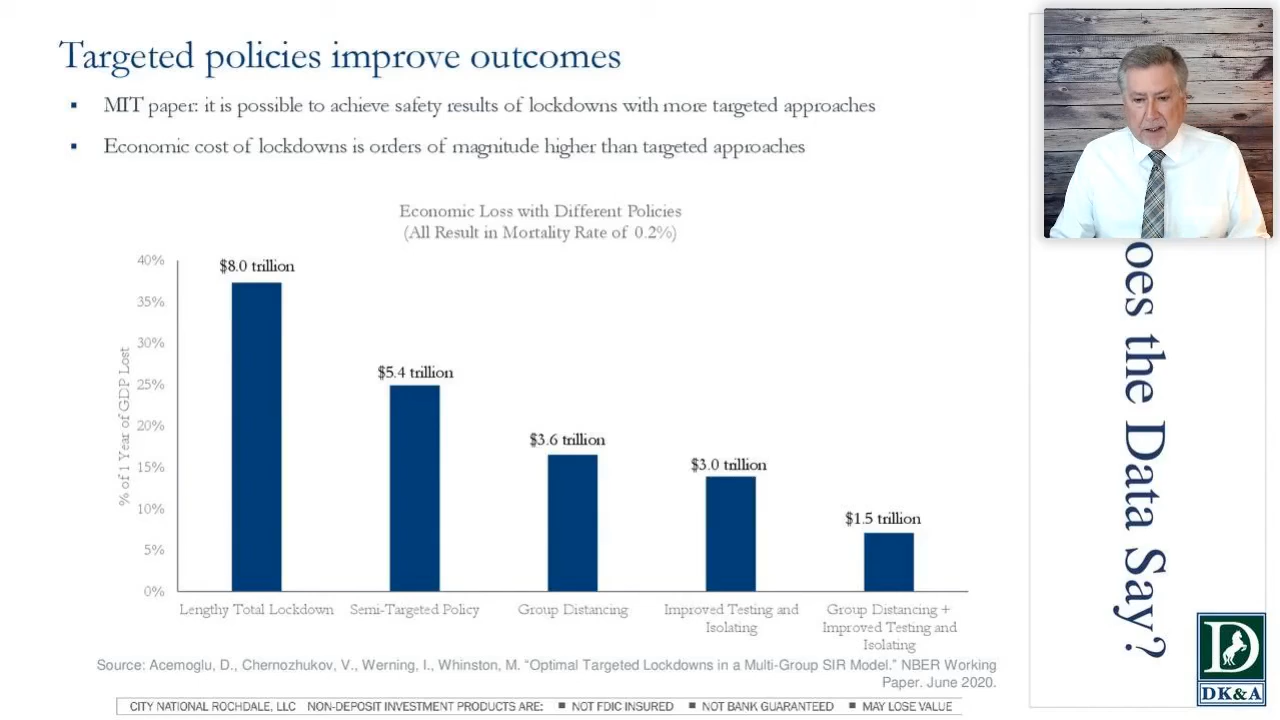 Targeted policies improve outcomes
▪ MIT paper: it is possible to achieve safety results of lockdowns with more targeted approaches
▪ Economic cost of lockdowns is orders of magnitude higher than targeted approaches
Economic Loss with Different Policies
(All Result in Mortality Rate of 0.2%)
% of 1 Year of GDP Lost
40%
35%
30%
25%
20%
15%
10%
5%
0%
$8.0 trillion
$5.4 trillion
$3.6 trillion
$3.0 trillion
$1.5 trillion
Lengthy Total Lockdown
Semi-Targeted Policy
Group Distancing
Improved Testing and
Isolating
Group Distancing +
Improved Testing and
Isolating
Source: Acemoglu, D., Chernozhukov, V., Werning, I., Whinston, M. “Optimal Targeted Lockdowns in a Multi-Group SIR Model.” NBER Working
Paper. June 2020.
CITY NATIONAL ROCHDALE, LLC NON-DEPOSIT INVESTMENT PRODUCTS ARE: ■ NOT FDIC INSURED ■ NOT BANK GUARANTEED ■ MAY LOSE VALUE
oes the Data Say?
D
DK&A